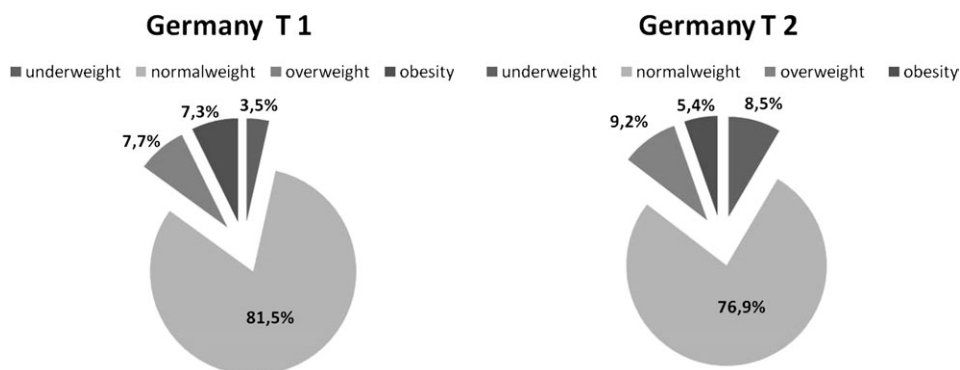 Germany T 1
underweight normalweight overweight obesity
7,3%
3,5%
7,7%
81,5%
Germany T 2
underweight normalweight overweight obesity
5,4%
8,5%
9,2%
76,9%